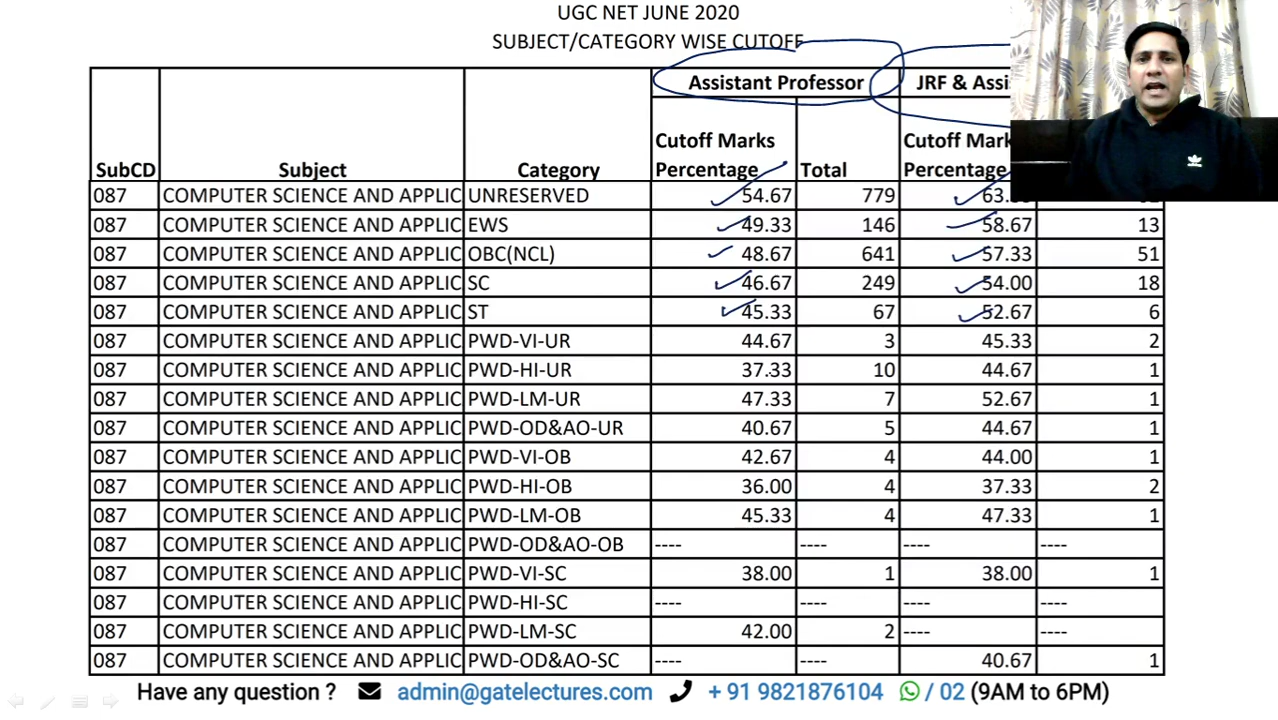 UGC NET JUNE 2020
SUBJECT/CATEGORY WISE CUTOFF
Assistant Professor JRF &
SubCD Subject Category Cutoff Marks Percentage Total Cutoff Percentage
087 COMPUTER SCIENCE AND APPLIC UNRESERVED 54.67 779
087 COMPUTER SCIENCE AND APPLIC EWS 49.33 146 58.67 13
087 COMPUTER SCIENCE AND APPLIC OBC(NCL) 48.67 641 57.33 51
087 COMPUTER SCIENCE AND APPLIC SC 46.67 249 54.00 18
087 COMPUTER SCIENCE AND APPLIC ST 45.33 67 52.67 6
087 COMPUTER SCIENCE AND APPLIC PWD-VI-UR 44.67 3 45.33 2
087 COMPUTER SCIENCE AND APPLIC PWD-HI-UR 37.33 10 44.67 1
087 COMPUTER SCIENCE AND APPLIC PWD-LM-UR 47.33 7 52.67 1
087 COMPUTER SCIENCE AND APPLIC PWD-OD&AO-UR 40.67 5 44.67 1
087 COMPUTER SCIENCE AND APPLIC PWD-VI-OB 42.67 4 44.00 1
087 COMPUTER SCIENCE AND APPLIC PWD-HI-OB 36.00 4 37.33 2
087 COMPUTER SCIENCE AND APPLIC PWD-LM-OB 45.33 4 47.33 1
087 COMPUTER SCIENCE AND APPLIC PWD-OD&AO-OB ---- ---- ---- ----
087 COMPUTER SCIENCE AND APPLIC PWD-VI-SC 38.00 1 38.00 1
087 COMPUTER SCIENCE AND APPLIC PWD-HI-SC ---- ---- ---- ----
087 COMPUTER SCIENCE AND APPLIC PWD-LM-SC 42.00 2 ---- ----
087 COMPUTER SCIENCE AND APPLIC PWD-OD&AO-SC ---- ---- 40.67 1
Have any question ? admin@gatelectures.com + 91 9821876104 / 02 (9AM to 6PM)